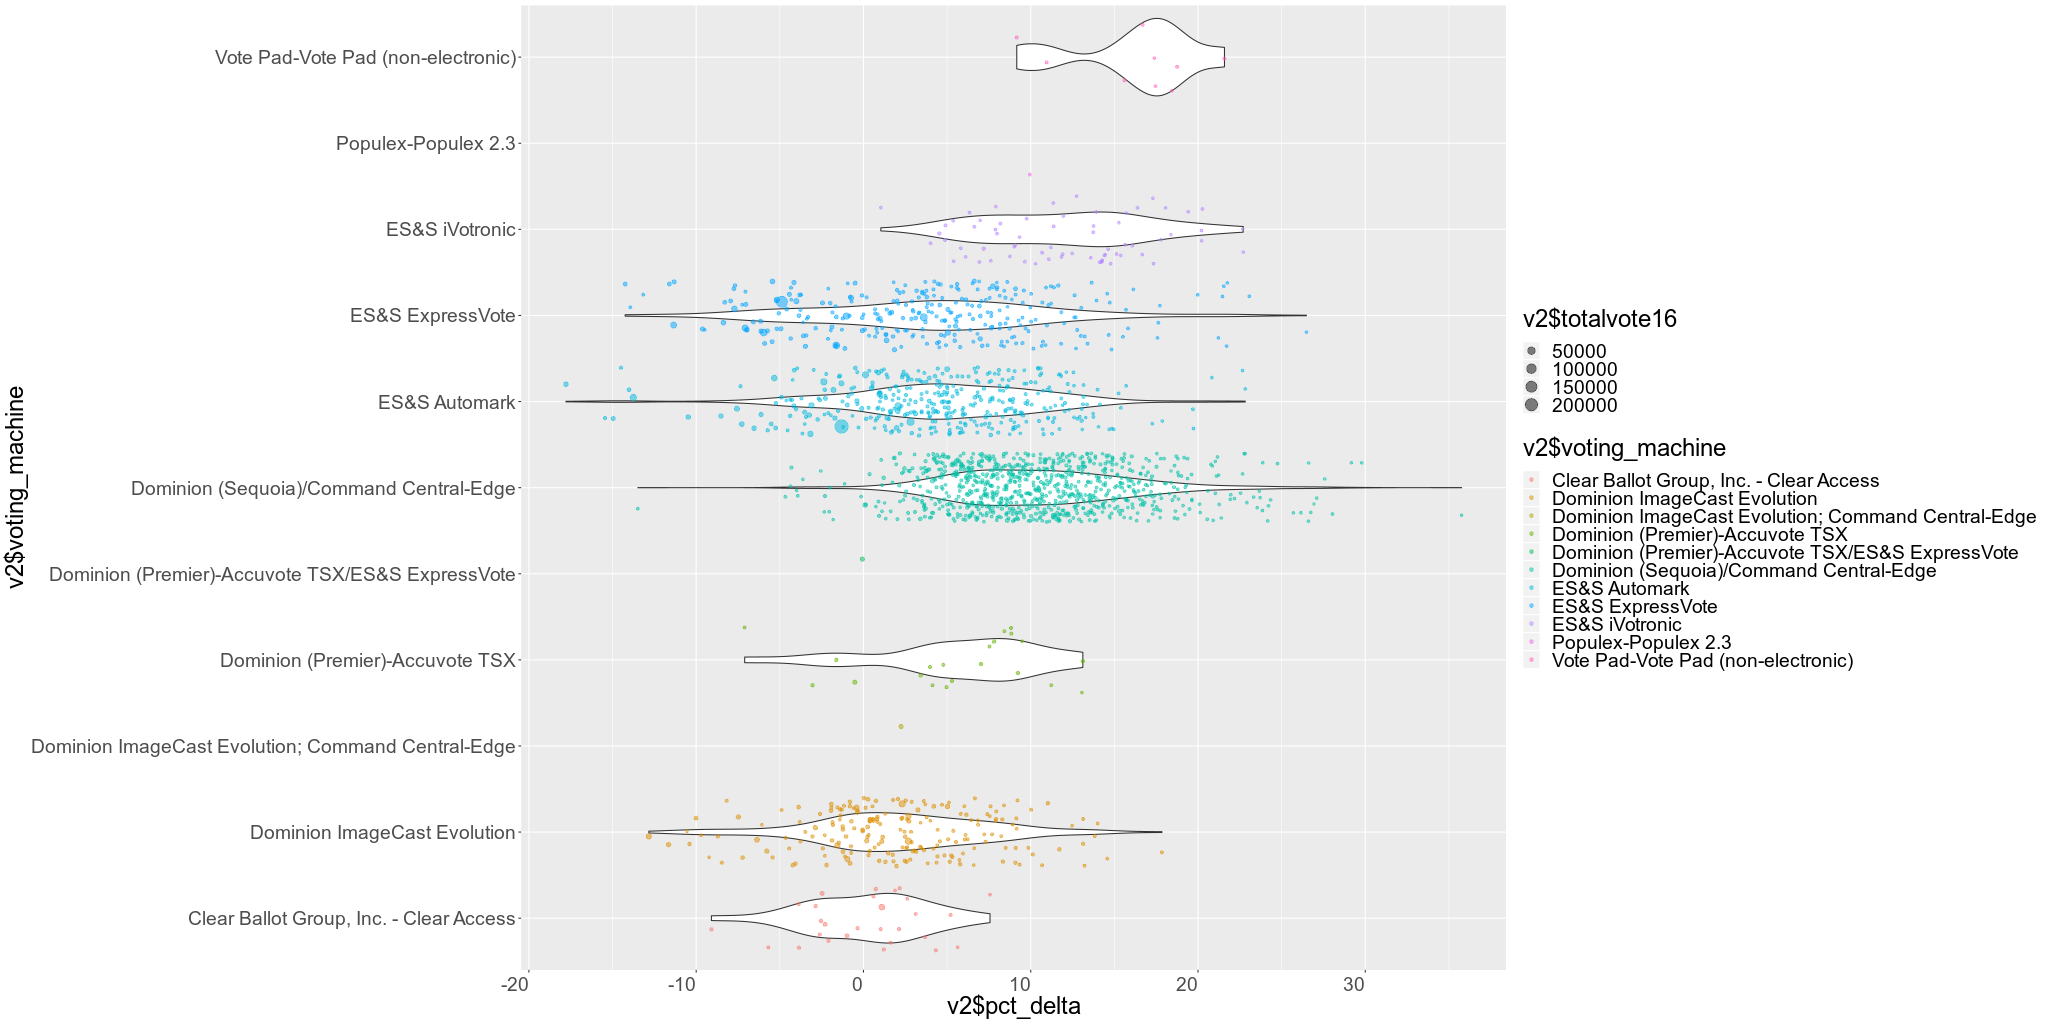 v2$voting_machine
Vote Pad-Vote Pad (non-electronic)
Populex-Populex 2.3
ES&S iVotronic
ES&S ExpressVote
ES&S Automark
Dominion (Sequoia)/Command Central-Edge
Dominion (Premier)-Accuvote TSX/ES&S ExpressVote
Dominion (Premier)-Accuvote TSX
Dominion ImageCast Evolution; Command Central-Edge
Dominion ImageCast Evolution
Clear Ballot Group, Inc. - Clear Access
-20 -10 0 10 20 30
v2$pct_delta
v2$totalvote16
50000
100000
150000
200000
v2$voting_machine
Clear Ballot Group, Inc. - Clear Access
Dominion ImageCast Evolution
Dominion ImageCast Evolution; Command Central-Edge
Dominion (Premier)-Accuvote TSX
Dominion (Premier)-Accuvote TSX/ES&S ExpressVote
Dominion (Sequoia)/Command Central-Edge
ES&S Automark
ES&S ExpressVote
ES&S iVotronic
Populex-Populex 2.3
Vote Pad-Vote Pad (non-electronic)